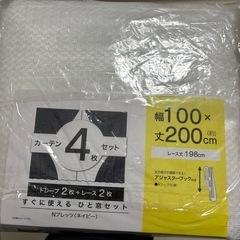 カーテン
4枚
セット
ドレープ2枚+レース2枚
すぐに使える ひと窓セット
Nプレッツ(ネイビー)
幅100×
丈200cm
(約)
レース丈:198cm
アジャスターフック